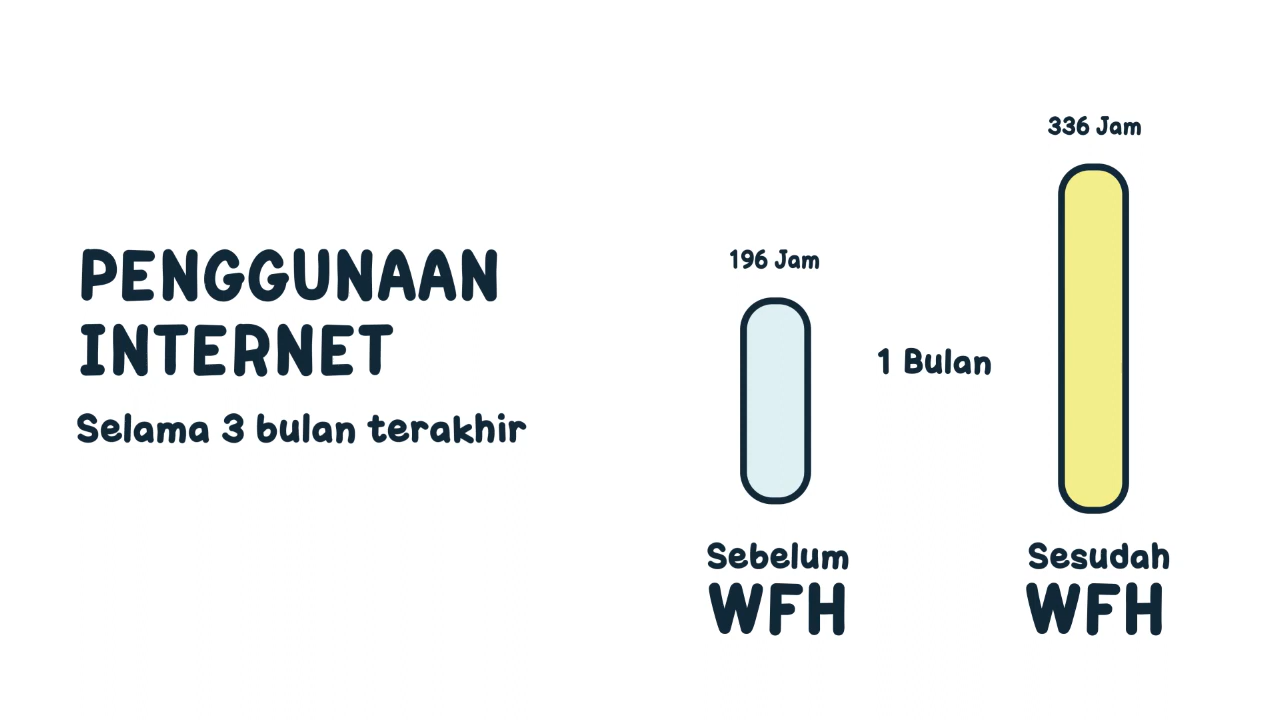 PENGGUNAAN
INTERNET
Selama 3 bulan terakhir
196 Jam
Sebelum
WFH
1 Bulan
336 Jam
Sesudah
WFH